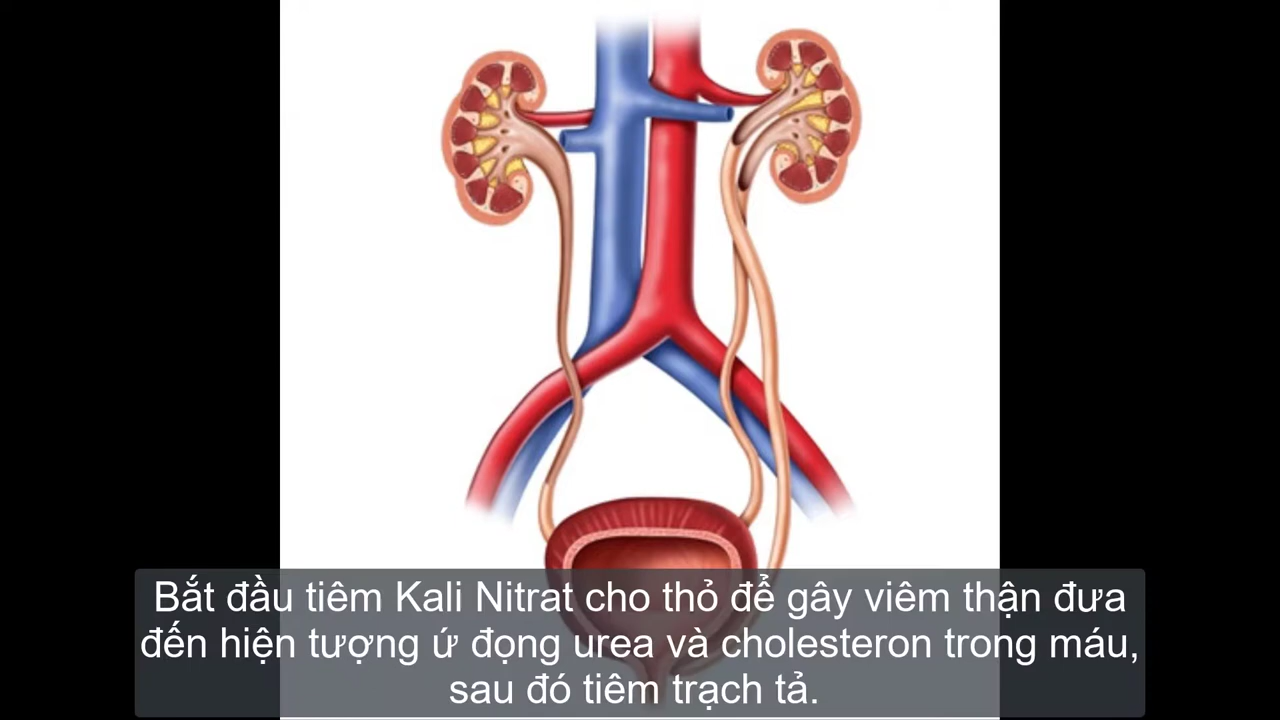 Bắt đầu tiêm Kali Nitrat cho thỏ để gây viêm thận đưa
đến hiện tượng ứ đọng urea và cholesteron trong máu,
sau đó tiêm trạch tả.